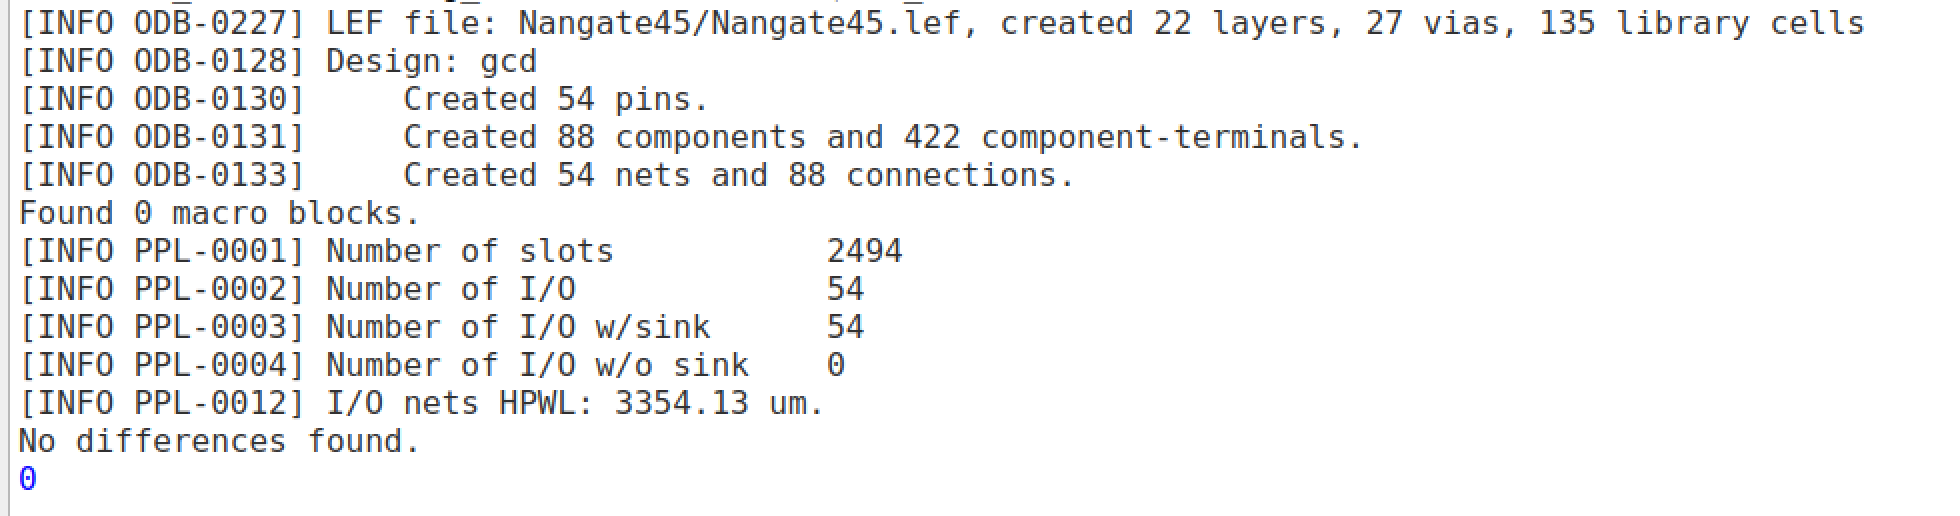 [INFO ODB-0227] LEF file: Nangate45/Nangate45.lef, created 22 layers, 27 vias, 135 library cells
[INFO ODB-0128] Design: gcd
[INFO ODB-0130]     Created 54 pins.
[INFO ODB-0131]     Created 88 components and 422 component-terminals.
[INFO ODB-0133]     Created 54 nets and 88 connections.
Found 0 macro blocks.
[INFO PPL-0001] Number of slots           2494
[INFO PPL-0002] Number of I/O             54
[INFO PPL-0003] Number of I/O w/sink      54
[INFO PPL-0004] Number of I/O w/o sink    0
[INFO PPL-0012] I/O nets HPWL: 3354.13 um.
No differences found.
0